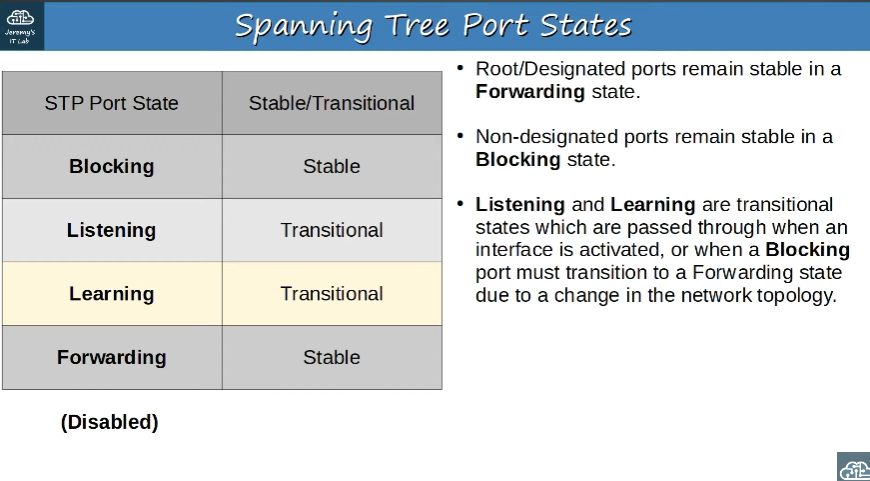 Jeremy's
IT Lab
Spanning Tree Port States
STP Port State
Stable/Transitional
Blocking
Stable
Listening
Transitional
Learning
Transitional
Forwarding
Stable
(Disabled)
• Root/Designated ports remain stable in a
Forwarding state.
• Non-designated ports remain stable in a
Blocking state.
• Listening and Learning are transitional
states which are passed through when an
interface is activated, or when a Blocking
port must transition to a Forwarding state
due to a change in the network topology.